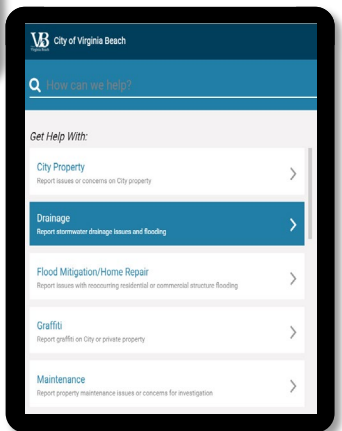 VB
Virginia Beach
City of Virginia Beach
How can we help?
Get Help With:
City Property
Report issues or concerns on City property
Drainage
Report stormwater drainage issues and flooding
Flood Mitigation/Home Repair
Report issues with reoccurring residential or commercial structure flooding
Graffiti
Report graffiti on City or private property
Maintenance
Report property maintenance issues or concerns for investigation